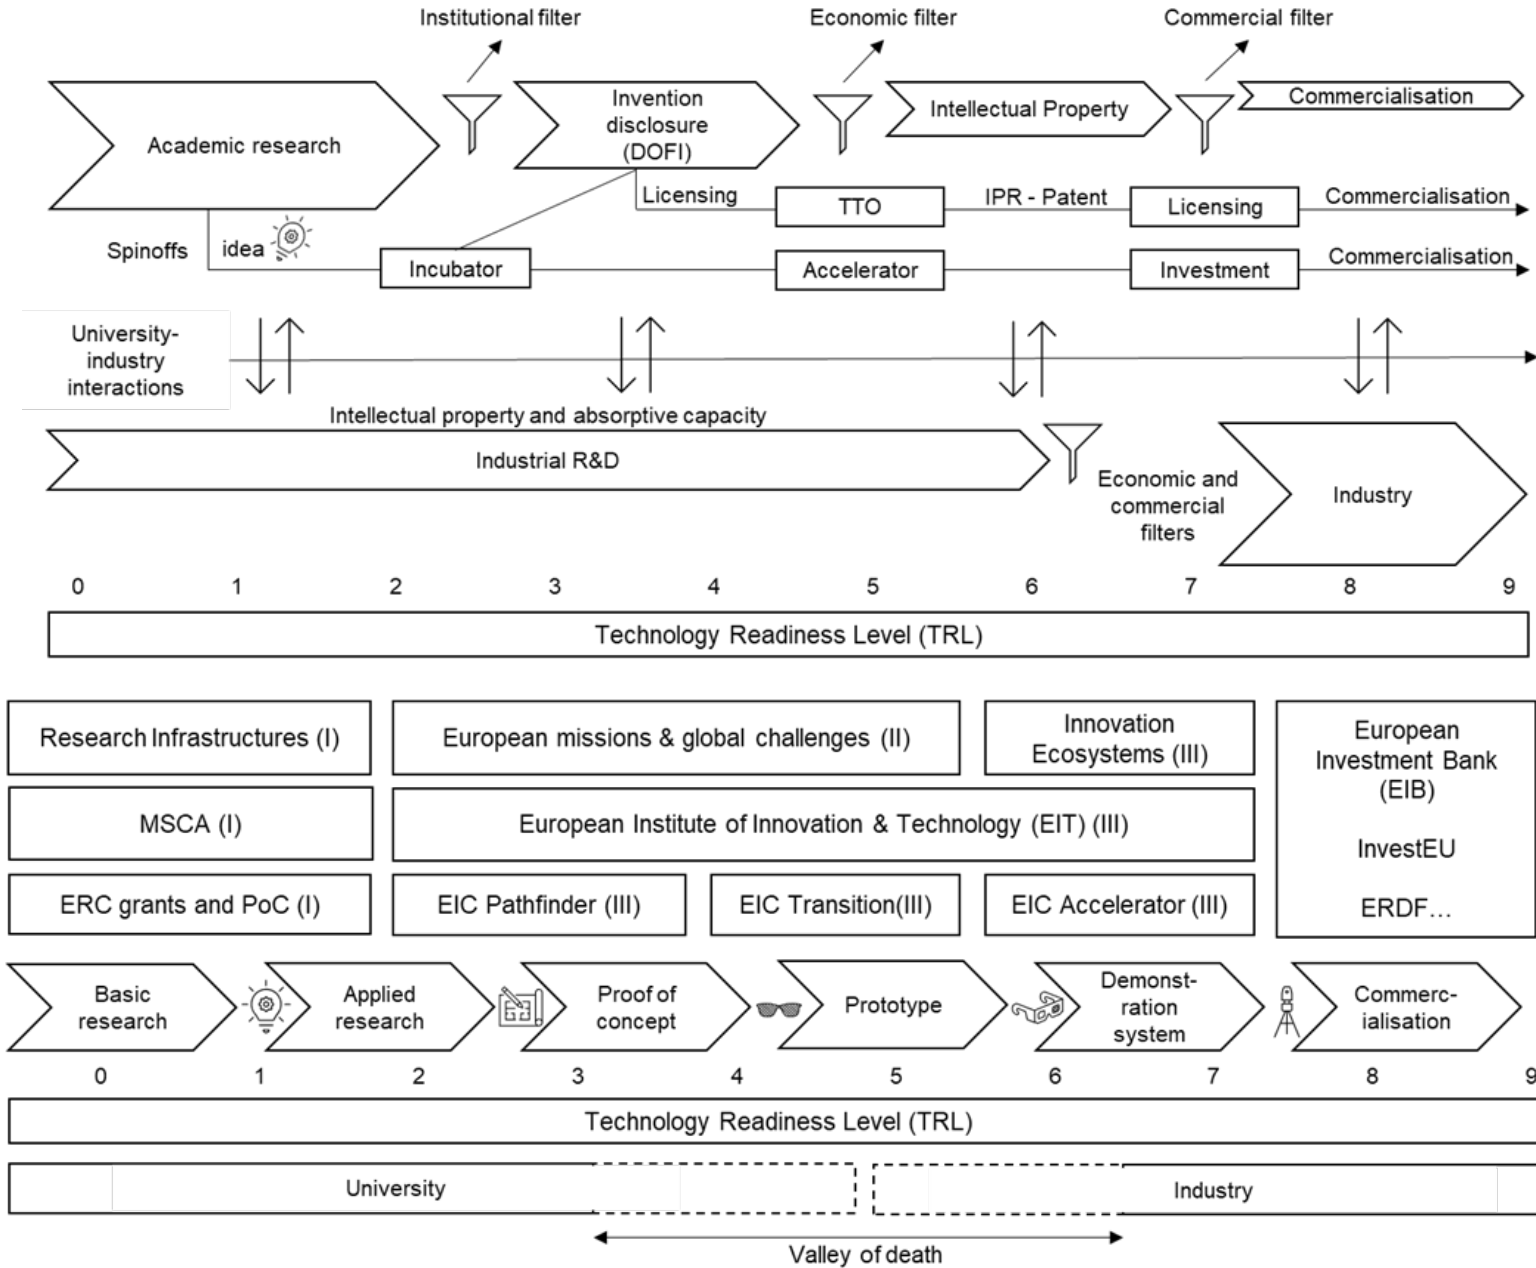 Institutional filter
Economic filter
Commercial filter
Academic research
Invention
disclosure
(DOFI)
Intellectual Property
Commercialisation
Licensing
TTO
IPR - Patent
Licensing
Commercialisation
Spinoffs
idea
Incubator
Accelerator
Investment
Commercialisation
University-
industry
interactions
Intellectual property and absorptive capacity
Industrial R&D
Economic and
commercial
filters
Industry
0 1 2 3 4 5 6 7 8 9
Technology Readiness Level (TRL)
Research Infrastructures (I)
European missions & global challenges (II)
Innovation
Ecosystems (III)
European
Investment Bank
(EIB)
InvestEU
ERDF…
MSCA (I)
European Institute of Innovation & Technology (EIT) (III)
ERC grants and PoC (I)
EIC Pathfinder (III)
EIC Transition(III)
EIC Accelerator (III)
Basic
research
Applied
research
Proof of
concept
Prototype
Demonst-
ration
system
Commerc-
ialisation
0 1 2 3 4 5 6 7 8 9
Technology Readiness Level (TRL)
University
Industry
Valley of death